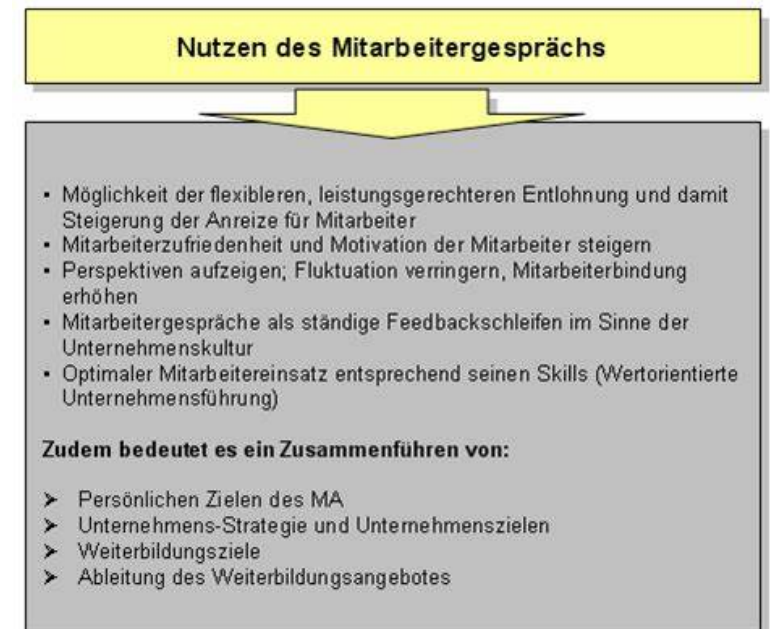 Nutzen des Mitarbeitergesprächs
▪ Möglichkeit der flexibleren, leistungsgerechteren Entlohnung und damit
Steigerung der Anreize für Mitarbeiter
▪ Mitarbeiterzufriedenheit und Motivation der Mitarbeiter steigern
▪ Perspektiven aufzeigen; Fluktuation verringern, Mitarbeiterbindung
erhöhen
▪ Mitarbeitergespräche als ständige Feedbackschleifen im Sinne der
Unternehmenskultur
▪ Optimaler Mitarbeitereinsatz entsprechend seinen Skills (Wertorientierte
Unternehmensführung)
Zudem bedeutet es ein Zusammenführen von:
➢ Persönlichen Zielen des MA
➢ Unternehmens-Strategie und Unternehmenszielen
➢ Weiterbildungsziele
➢ Ableitung des Weiterbildungsangebotes